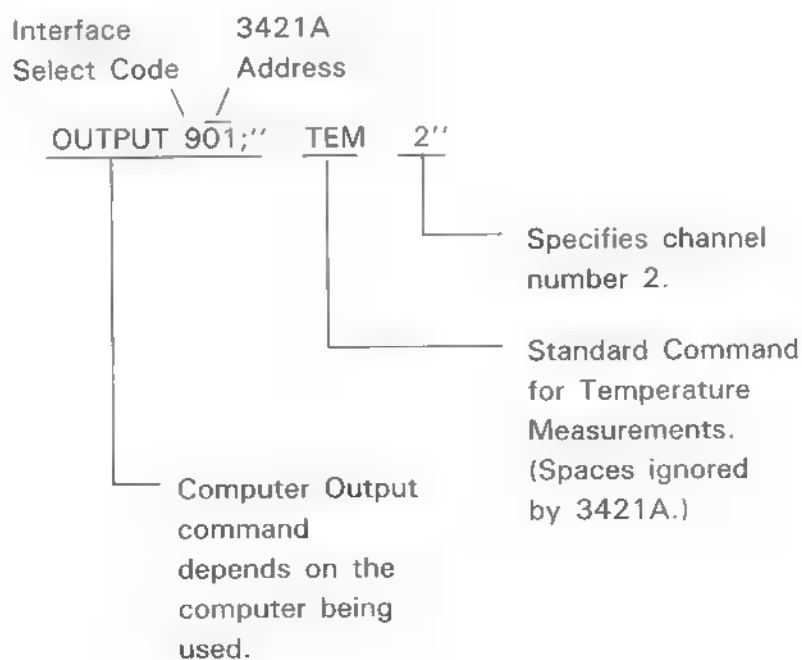 Interface 3421A
Select Code Address
OUTPUT 901;'' TEM 2''
Specifies channel
number 2.
Standard Command
for Temperature
Measurements.
(Spaces ignored
by 3421A.)
Computer Output
command
depends on the
computer being
used.